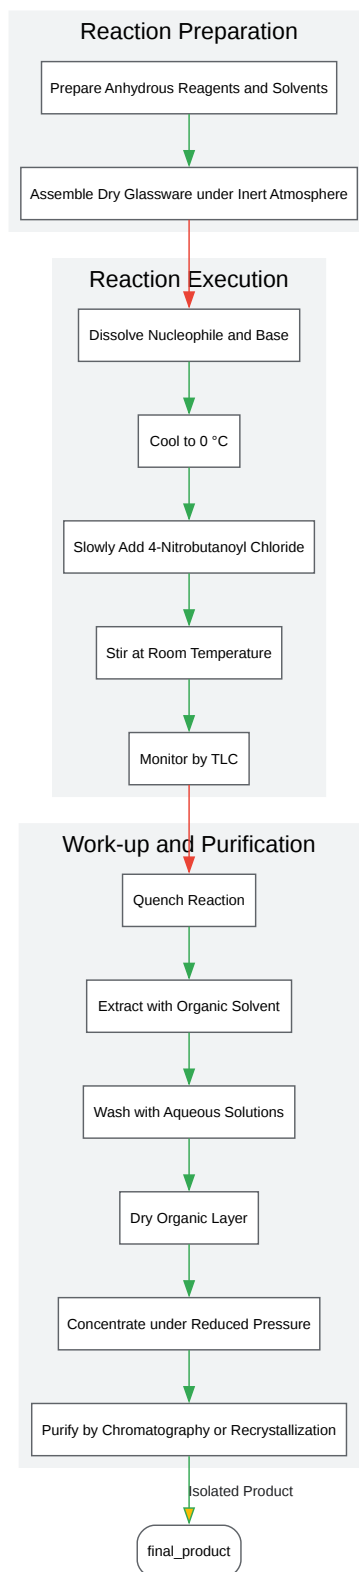 Reaction Preparation
Prepare Anhydrous Reagents and Solvents
Assemble Dry Glassware under Inert Atmosphere
Reaction Execution
Dissolve Nucleophile and Base
Cool to 0 °C
Slowly Add 4-Nitrobutanoyl Chloride
Stir at Room Temperature
Monitor by TLC
Work-up and Purification
Quench Reaction
Extract with Organic Solvent
Wash with Aqueous Solutions
Dry Organic Layer
Concentrate under Reduced Pressure
Purify by Chromatography or Recrystallization
Isolated Product
final_product